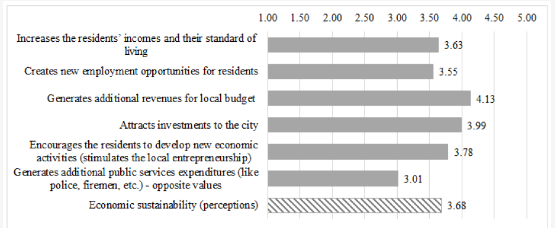 1.00 1.50 2.00 2.50 3.00 3.50 4.00 4.50 5.00
Increases the residents' incomes and their standard of
living
3.63
Creates new employment opportunities for residents
3.55
Generates additional revenues for local budget
4.13
Attracts investments to the city
3.99
Encourages the residents to develop new economic
activities (stimulates the local entrepreneurship)
3.78
Generates additional public services expenditures (like
police, firemen, etc.) - opposite values
3.01
Economic sustainability (perceptions)
3.68